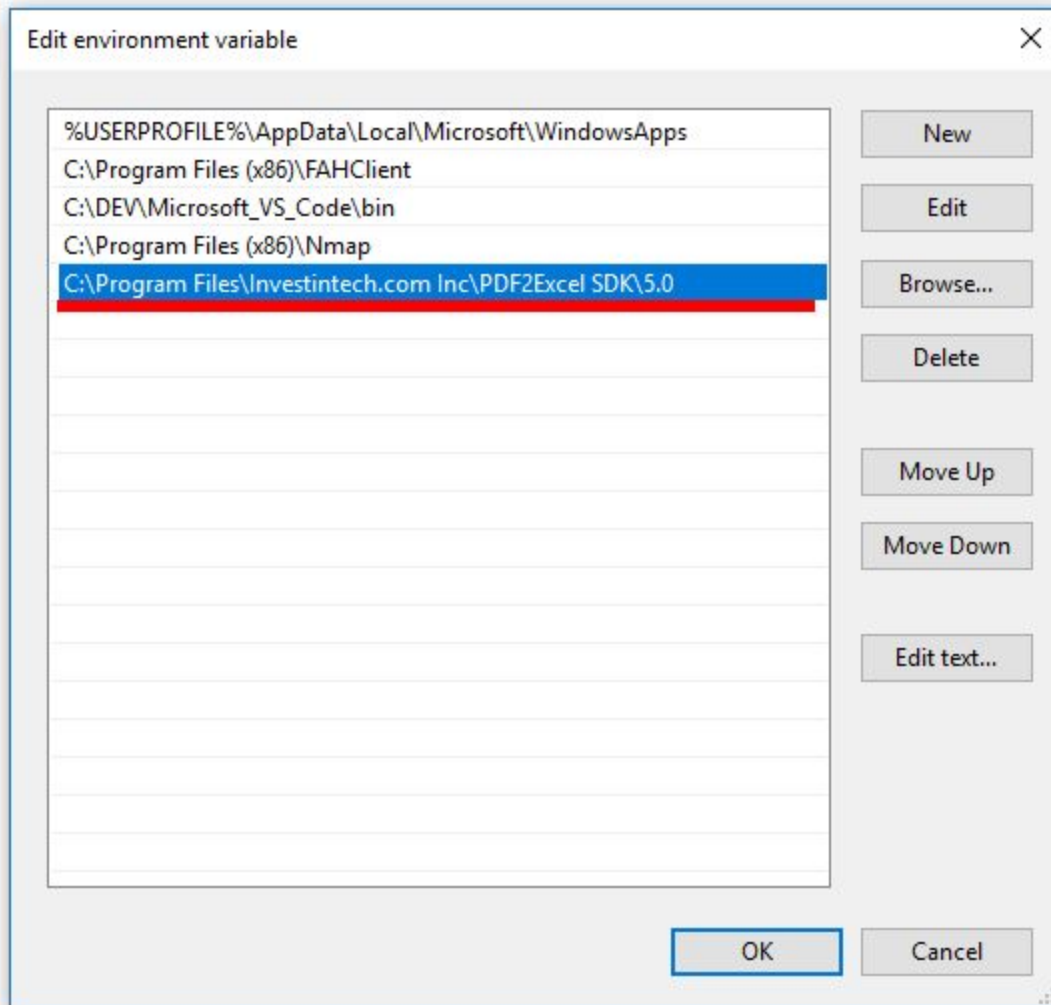 Edit environment variable
%USERPROFILE%\AppData\Local\Microsoft\WindowsApps
C:\Program Files (x86)\FAHClient
C:\DEV\Microsoft_VS_Code\bin
C:\Program Files (x86)\Nmap
C:\Program Files\Investintech.com Inc\PDF2Excel SDK\5.0
New
Edit
Browse...
Delete
Move Up
Move Down
Edit text...
OK
Cancel